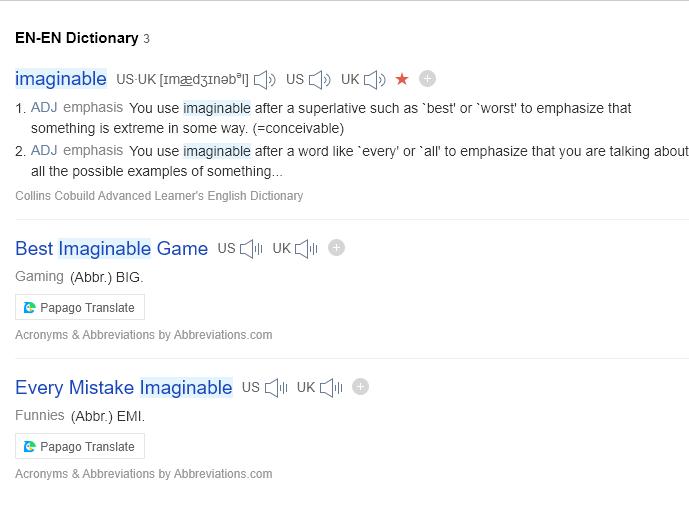 EN-EN Dictionary 3
imaginable US·UK [ɪmædʒɪnəbᵊl] US UK
1. ADJ emphasis You use imaginable after a superlative such as `best' or `worst' to emphasize that
something is extreme in some way. (=conceivable)
2. ADJ emphasis You use imaginable after a word like `every' or `all' to emphasize that you are talking about
all the possible examples of something...
Collins Cobuild Advanced Learner's English Dictionary
Best Imaginable Game US UK
Gaming (Abbr.) BIG.
Papago Translate
Acronyms & Abbreviations by Abbreviations.com
Every Mistake Imaginable US UK
Funnies (Abbr.) EMI.
Papago Translate
Acronyms & Abbreviations by Abbreviations.com